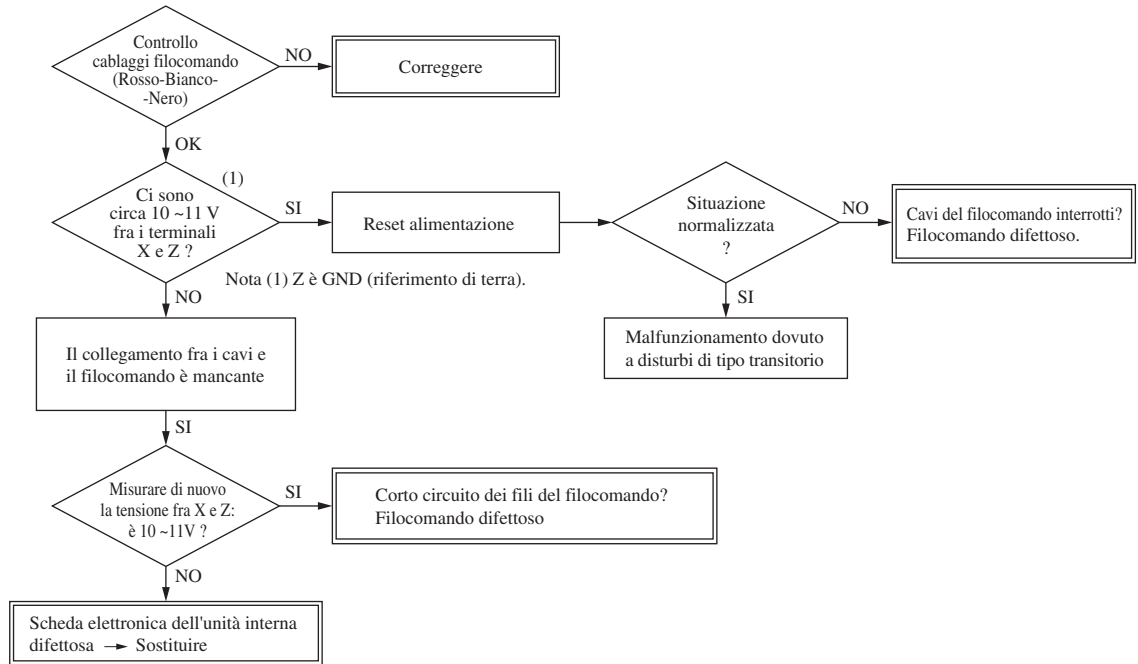 Controllo
cablaggi filocomando
(Rosso-Bianco-
-Nero)
NO
Correggere
OK
(1)
Ci sono
circa 10 ~11 V
fra i terminali
X e Z ?
SI
Reset alimentazione
Situazione
normalizzata
?
NO
Cavi del filocomando interrotti?
Filocomando difettoso.
Nota (1) Z è GND (riferimento di terra).
NO
SI
Il collegamento fra i cavi e
il filocomando è mancante
Malfunzionamento dovuto
a disturbi di tipo transitorio
SI
Misurare di nuovo
la tensione fra X e Z:
è 10 ~11V ?
SI
Corto circuito dei fili del filocomando?
Filocomando difettoso
NO
Scheda elettronica dell'unità interna
difettosa → Sostituire